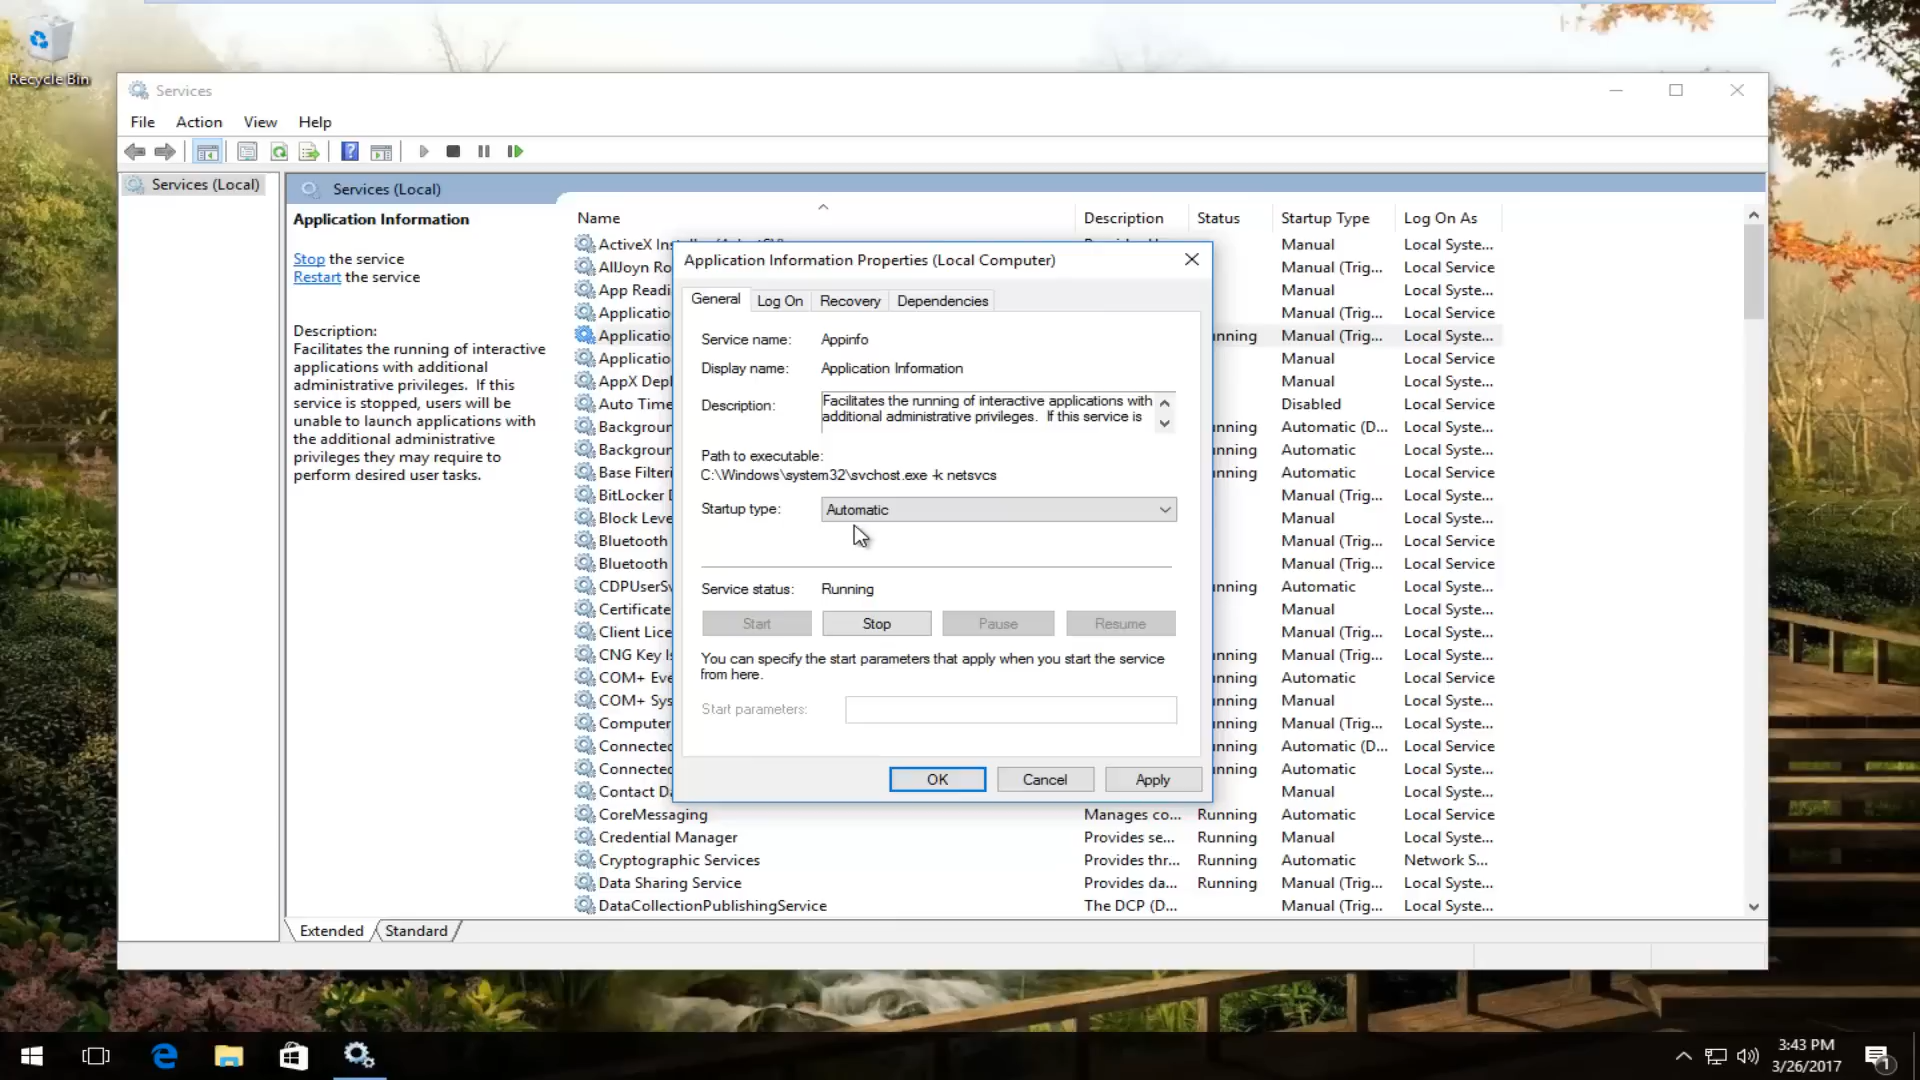 Recycle Bin
Services
File Action View Help
Services (Local)
Services (Local)
Application Information
Stop the service
Restart the service
Description:
Facilitates the running of interactive
applications with additional
administrative privileges. If this
service is stopped, users will be
unable to launch applications with
the additional administrative
privileges they may require to
perform desired user tasks.
Name Description Status Startup Type Log On As
Manual Local Syste...
AllJoyn Ro Manual (Trig... Local Service
App Readi Manual Local Syste...
Applicatio Manual (Trig... Local Service
Applicatio nning Manual (Trig... Local Syste...
Applicatio Manual Local Service
AppX Dep Manual Local Syste...
Auto Time Disabled Local Service
Backgroun nning Automatic (D... Local Syste...
Backgroun nning Automatic Local Syste...
Base Filteri nning Automatic Local Service
BitLocker D Manual (Trig... Local Syste...
Block Leve Manual Local Syste...
Bluetooth Manual (Trig... Local Service
Bluetooth Manual (Trig... Local Service
CDPUserSv nning Automatic Local Syste...
Certificate Manual Local Syste...
Client Lice Manual (Trig... Local Syste...
CNG Key Is nning Manual (Trig... Local Syste...
COM+ Eve nning Automatic Local Service
COM+ Sys Manual Local Syste...
Computer nning Manual (Trig... Local Syste...
Connected nning Automatic (D... Local Service
Connected nning Automatic Local Syste...
Contact Da Manual Local Syste...
CoreMessaging Manages co... Running Automatic Local Service
Credential Manager Provides se... Running Manual Local Syste...
Cryptographic Services Provides thr... Running Automatic Network S...
Data Sharing Service Provides da... Running Manual (Trig... Local Syste...
DataCollectionPublishingService The DCP (D... Manual (Trig... Local Syste...
Extended Standard
Application Information Properties (Local Computer)
General Log On Recovery Dependencies
Service name: Appinfo
Display name: Application Information
Description: Facilitates the running of interactive applications with
additional administrative privileges. If this service is
Path to executable:
C:\Windows\system32\svchost.exe -k netsvcs
Startup type: Automatic
Service status: Running
Start Stop Pause Resume
You can specify the start parameters that apply when you start the service
from here.
Start parameters:
OK Cancel Apply
3:43 PM
3/26/2017
1